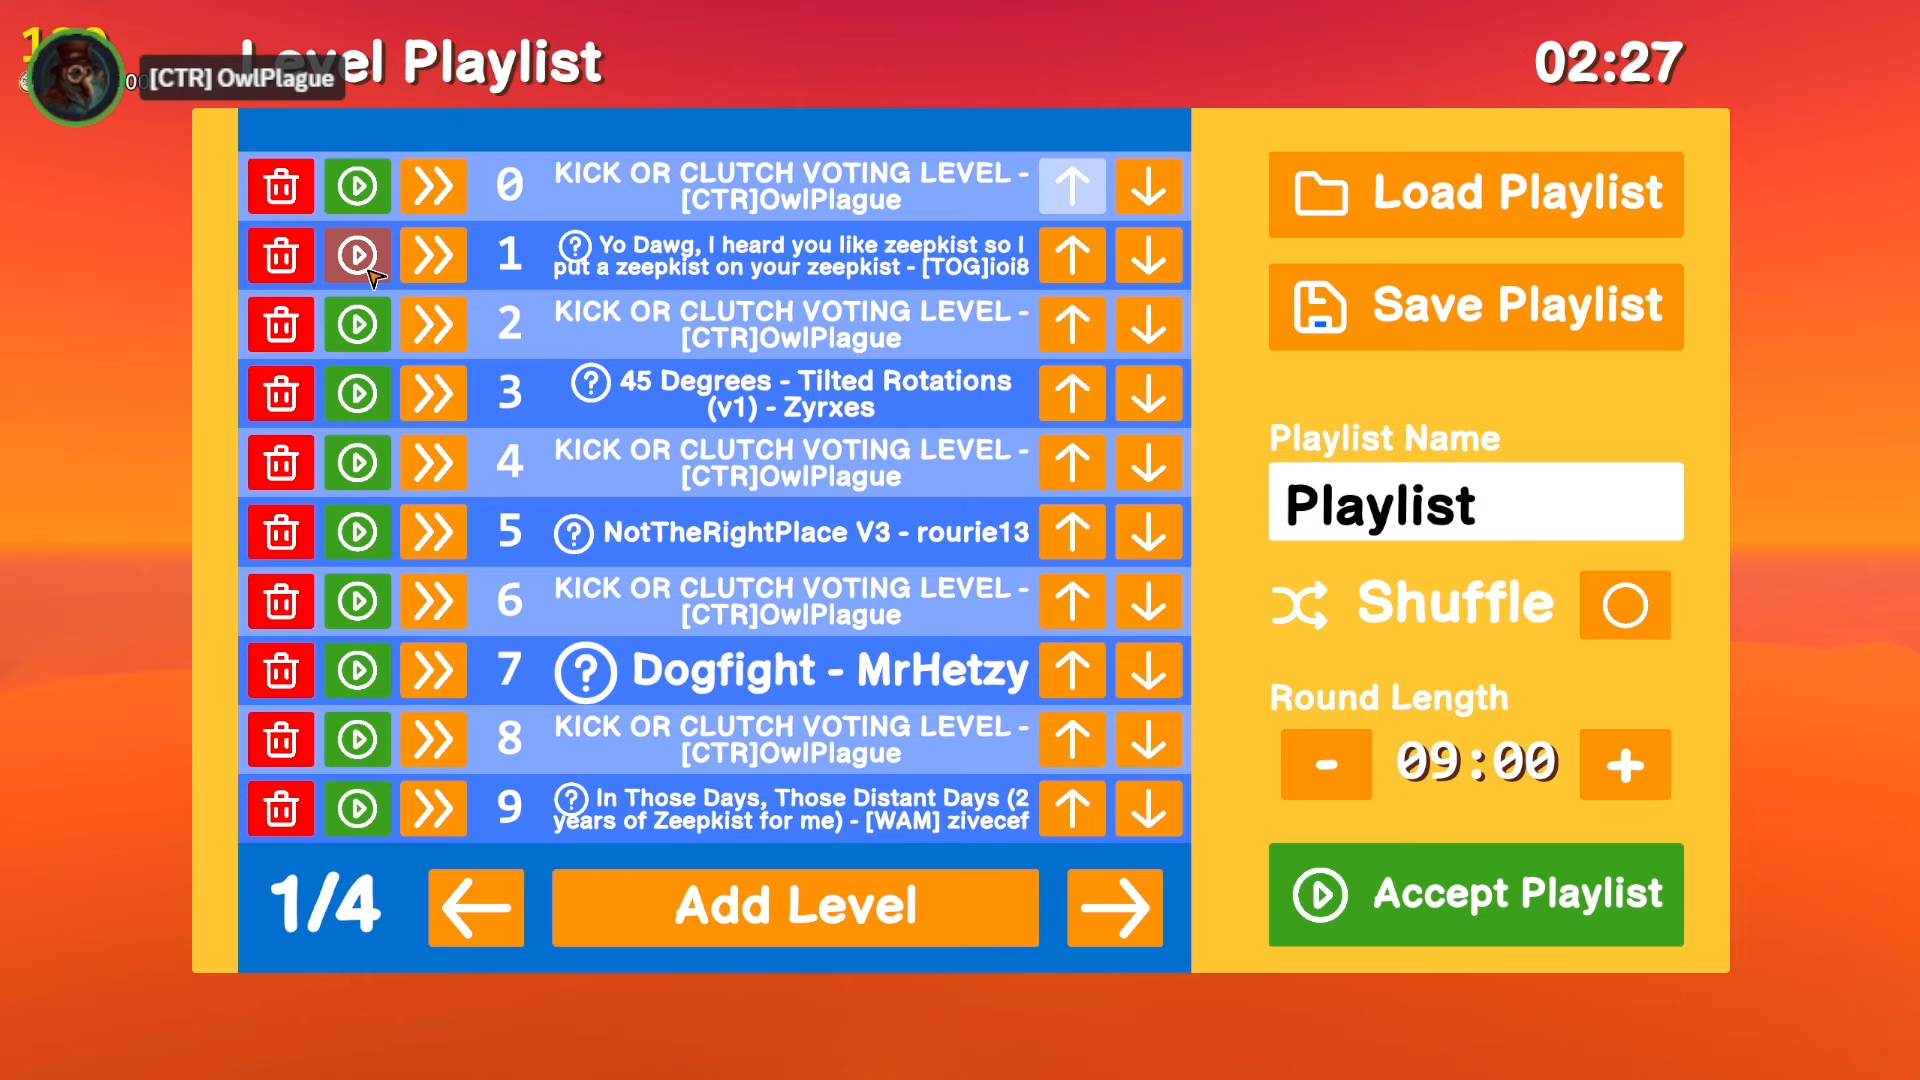 [CTR] OwlPlague
Level Playlist
02:27
0
KICK OR CLUTCH VOTING LEVEL -
[CTR]OwlPlague
1
Yo Dawg, I heard you like zeepkist so I
put a zeepkist on your zeepkist - [TOG]ioi8
2
KICK OR CLUTCH VOTING LEVEL -
[CTR]OwlPlague
3
45 Degrees - Tilted Rotations
(v1) - Zyrxes
4
KICK OR CLUTCH VOTING LEVEL -
[CTR]OwlPlague
5
NotTheRightPlace V3 - rourie13
6
KICK OR CLUTCH VOTING LEVEL -
[CTR]OwlPlague
7
Dogfight - MrHetzy
8
KICK OR CLUTCH VOTING LEVEL -
[CTR]OwlPlague
9
In Those Days, Those Distant Days (2
years of Zeepkist for me) - [WAM] zivecef
1/4
Add Level
Load Playlist
Save Playlist
Playlist Name
Playlist
Shuffle
Round Length
- 09:00 +
Accept Playlist